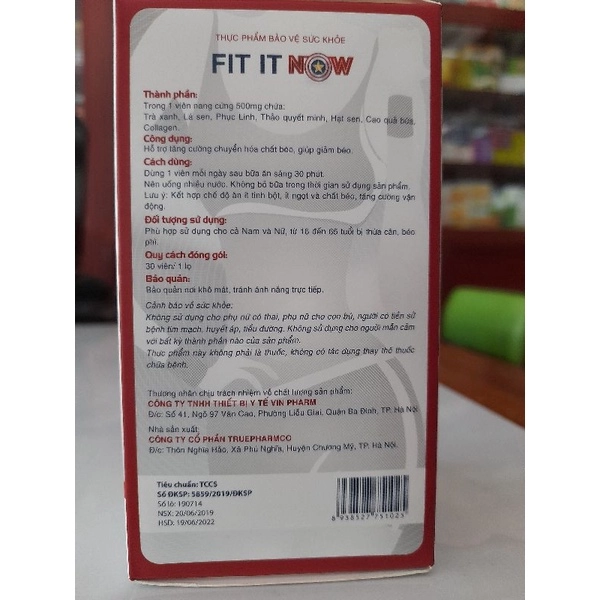 THỰC PHẨM BẢO VỆ SỨC KHỎE
FIT IT NOW
Thành phần:
Trong 1 viên nang cứng 500mg chứa:
Trà xanh, Lá sen, Phục Linh, Thảo quyết minh, Hạt sen, Cao quả bứa,
Collagen.
Công dụng:
Hỗ trợ tăng cường chuyển hóa chất béo, giúp giảm béo.
Cách dùng:
Dùng 1 viên mỗi ngày sau bữa ăn sáng 30 phút.
Nên uống nhiều nước. Không bỏ bữa trong thời gian sử dụng sản phẩm.
Lưu ý: Kết hợp chế độ ăn ít tinh bột, ít ngọt và chất béo, tăng cường vận
động.
Đối tượng sử dụng:
Phù hợp sử dụng cho cả Nam và Nữ, từ 16 đến 65 tuổi bị thừa cân, béo
phì.
Quy cách đóng gói:
30 viên/ 1 lọ
Bảo quản:
Bảo quản nơi khô mát, tránh ánh nắng trực tiếp.
Cảnh báo về sức khỏe:
Không sử dụng cho phụ nữ có thai, phụ nữ cho con bú, người có tiền sử
bệnh tim mạch, huyết áp, tiểu đường. Không sử dụng cho người mẫn cảm
với bất kỳ thành phần nào của sản phẩm.
Thực phẩm này không phải là thuốc, không có tác dụng thay thế thuốc
chữa bệnh.
Thương nhân chịu trách nhiệm về chất lượng sản phẩm:
CÔNG TY TNHH THIẾT BỊ Y TẾ VIN PHARM
Đ/c: Số 41, Ngõ 97 Văn Cao, Phường Liễu Giai, Quận Ba Đình, TP. Hà Nội
Nhà sản xuất:
CÔNG TY CỔ PHẦN TRUEPHARMCO
Đ/c: Thôn Nghĩa Hảo, Xã Phú Nghĩa, Huyện Chương Mỹ, TP. Hà Nội.
Tiêu chuẩn: TCCS
Số ĐKSP: 5859/2019/ĐKSP
Số lô: 190714
NSX: 20/06/2019
HSD: 19/06/2022
8 938527 751023